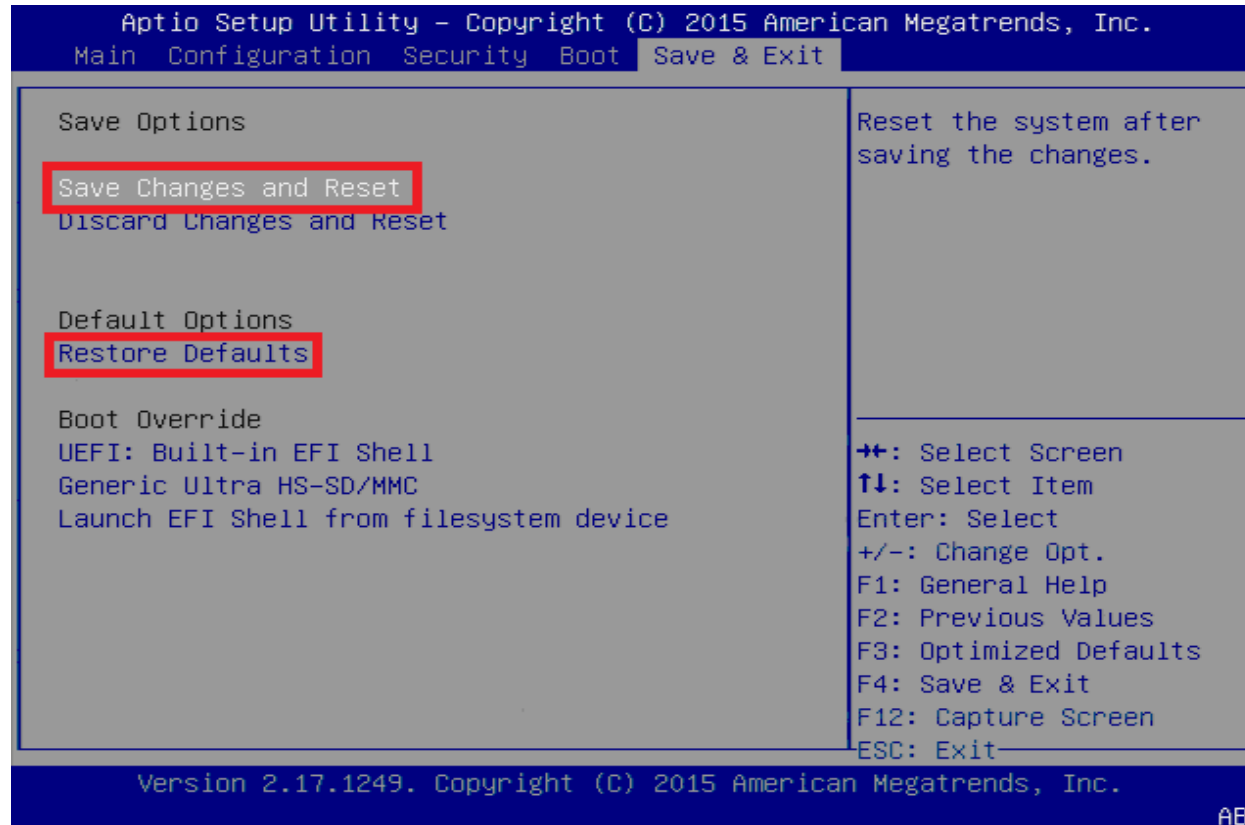 Aptio Setup Utility – Copyright (C) 2015 American Megatrends, Inc.
Main Configuration Security Boot Save & Exit
Save Options
Save Changes and Reset
Discard Changes and Reset
Default Options
Restore Defaults
Boot Override
UEFI: Built-in EFI Shell
Generic Ultra HS-SD/MMC
Launch EFI Shell from filesystem device
Reset the system after
saving the changes.
→←: Select Screen
↑↓: Select Item
Enter: Select
+/-: Change Opt.
F1: General Help
F2: Previous Values
F3: Optimized Defaults
F4: Save & Exit
F12: Capture Screen
ESC: Exit
Version 2.17.1249. Copyright (C) 2015 American Megatrends, Inc.
AB